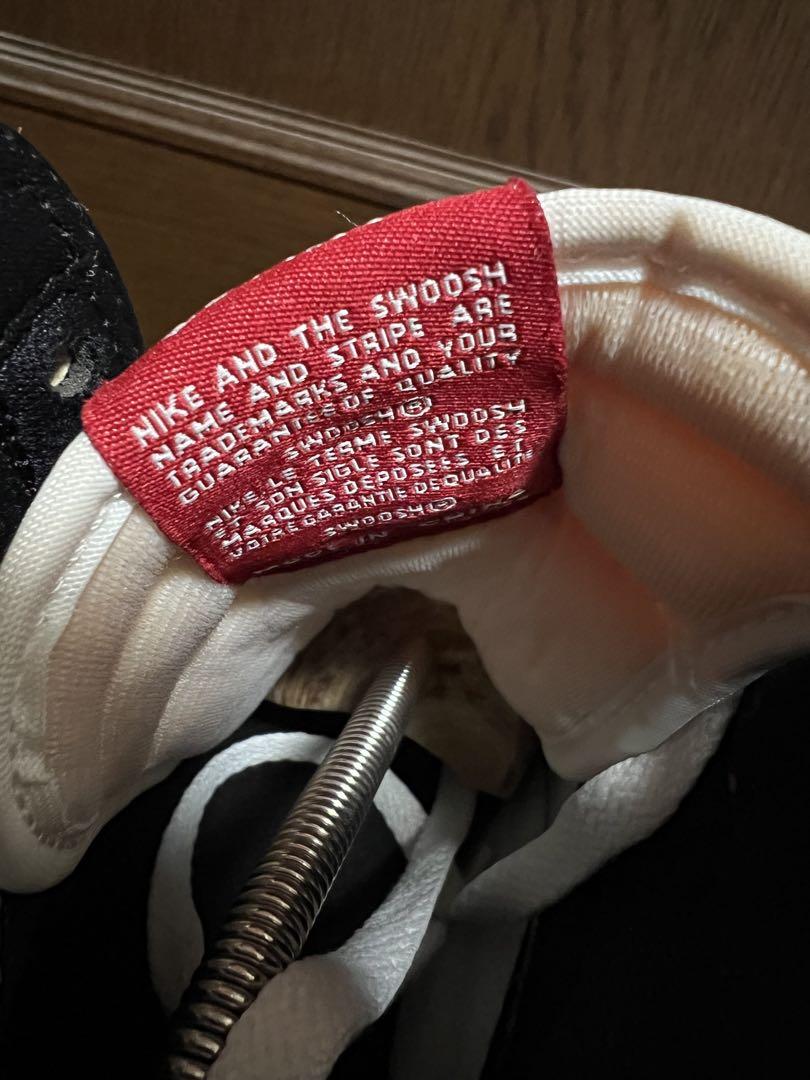 NIKE AND THE SWOOSH
NAME AND STRIPE ARE
TRADEMARKS AND YOUR
GUARANTEE OF QUALITY
SWOOSH®
NIKE LE TERME SWOOSH
ET SON SIGLE SONT DES
MARQUES DEPOSEES ET
VOTRE GARANTIE DE QUALITE
SWOOSH®
IN